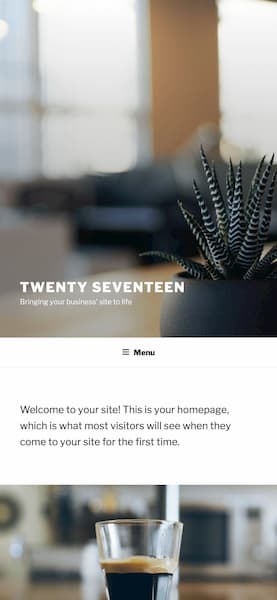 TWENTY SEVENTEEN
Bringing your business' site to life
Menu
Welcome to your site! This is your homepage,
which is what most visitors will see when they
come to your site for the first time.